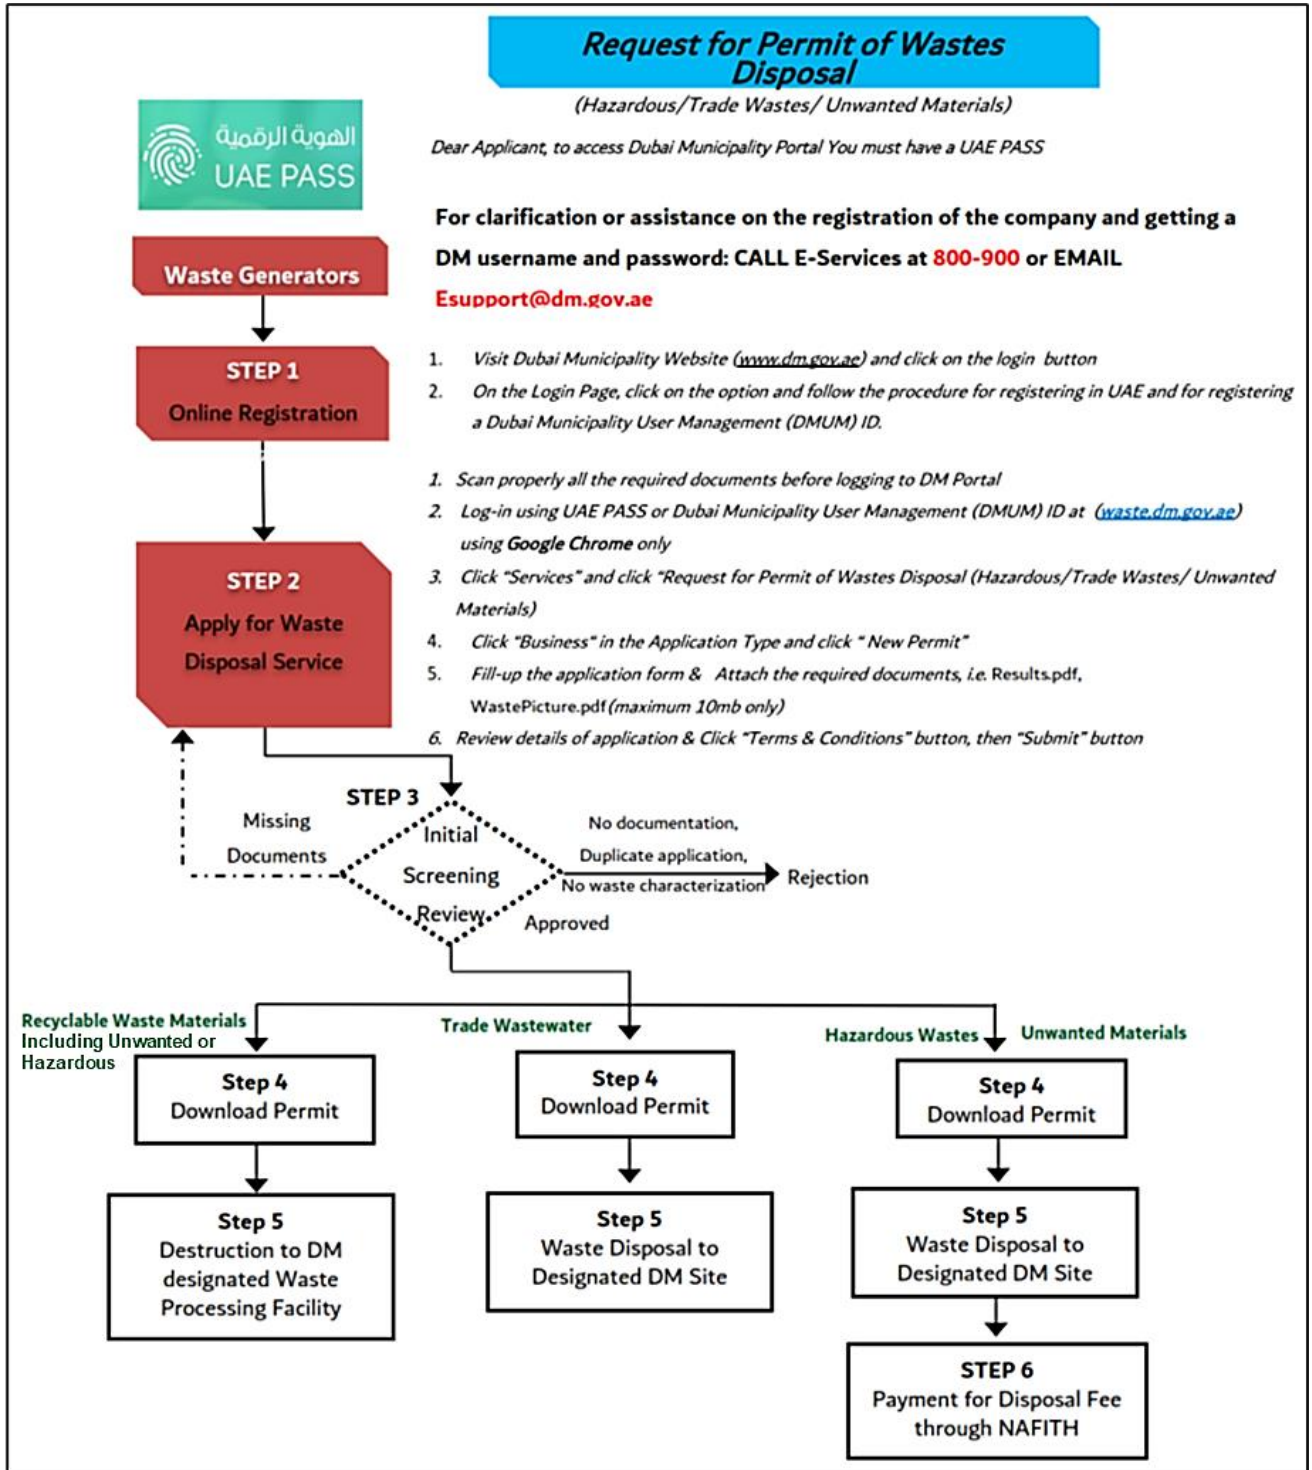 Request for Permit of Wastes
Disposal
(Hazardous/Trade Wastes/ Unwanted Materials)
الهوية الرقمية
UAE PASS
Dear Applicant, to access Dubai Municipality Portal You must have a UAE PASS
For clarification or assistance on the registration of the company and getting a
DM username and password: CALL E-Services at 800-900 or EMAIL
Esupport@dm.gov.ae
Waste Generators
STEP 1
Online Registration
1. Visit Dubai Municipality Website (www.dm.gov.ae) and click on the login button
2. On the Login Page, click on the option and follow the procedure for registering in UAE and for registering
a Dubai Municipality User Management (DMUM) ID.
STEP 2
Apply for Waste
Disposal Service
1. Scan properly all the required documents before logging to DM Portal
2. Log-in using UAE PASS or Dubai Municipality User Management (DMUM) ID at (waste.dm.gov.ae)
using Google Chrome only
3. Click "Services" and click "Request for Permit of Wastes Disposal (Hazardous/Trade Wastes/ Unwanted
Materials)
4. Click "Business" in the Application Type and click " New Permit"
5. Fill-up the application form & Attach the required documents, i.e. Results.pdf,
WastePicture.pdf (maximum 10mb only)
6. Review details of application & Click "Terms & Conditions" button, then "Submit" button
STEP 3
Initial
Screening
Review
Missing
Documents
No documentation,
Duplicate application,
No waste characterization
Rejection
Approved
Recyclable Waste Materials
Including Unwanted or
Hazardous
Step 4
Download Permit
Step 5
Destruction to DM
designated Waste
Processing Facility
Trade Wastewater
Step 4
Download Permit
Step 5
Waste Disposal to
Designated DM Site
Hazardous Wastes
Unwanted Materials
Step 4
Download Permit
Step 5
Waste Disposal to
Designated DM Site
STEP 6
Payment for Disposal Fee
through NAFITH